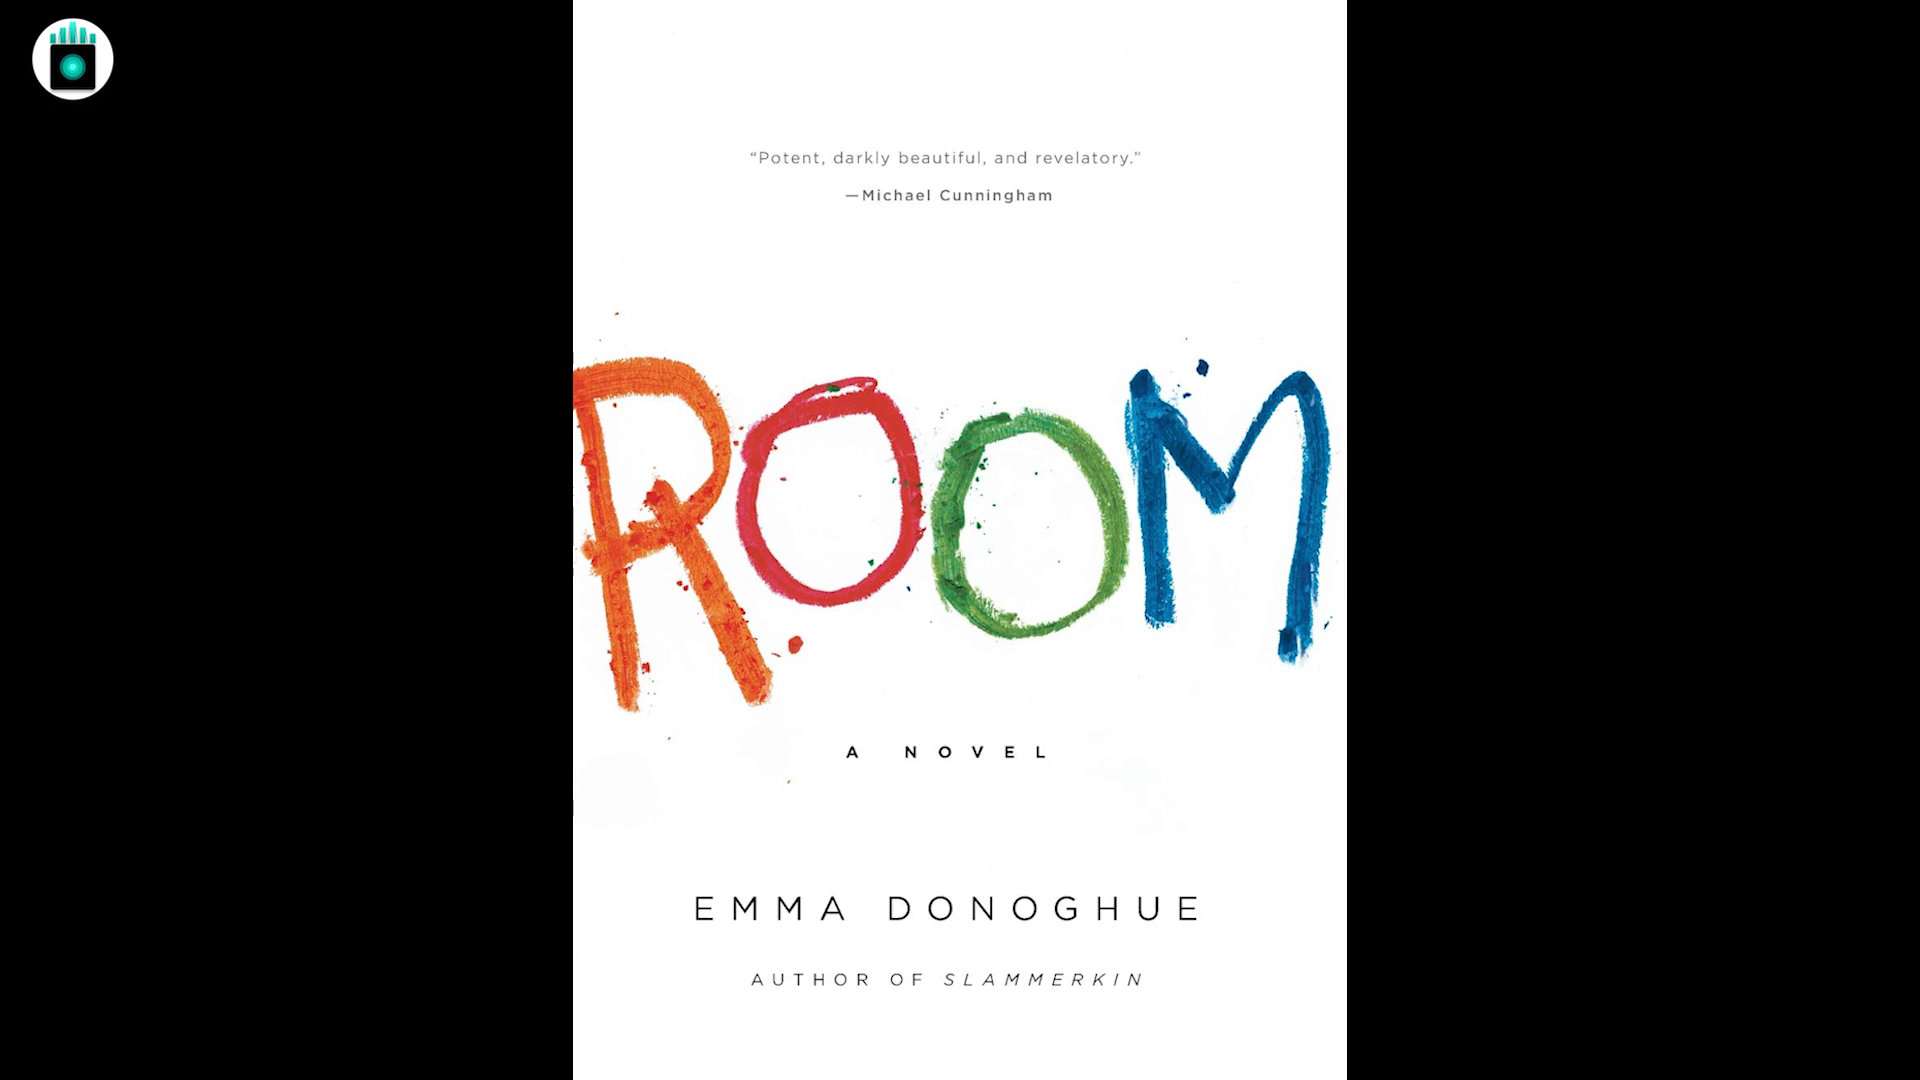 “Potent, darkly beautiful, and revelatory.”
—Michael Cunningham
ROOM
A NOVEL
EMMA DONOGHUE
AUTHOR OF SLAMMERKIN